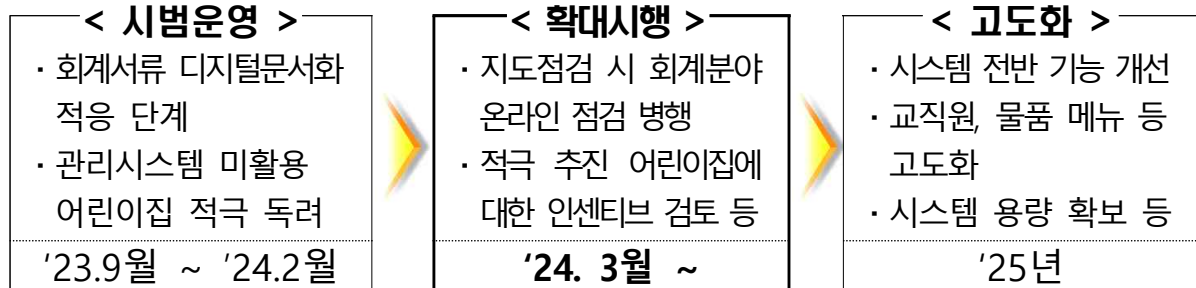 < 시범운영 >
· 회계서류 디지털문서화
적응 단계
· 관리시스템 미활용
어린이집 적극 독려
'23.9월 ~ '24.2월
< 확대시행 >
· 지도점검 시 회계분야
온라인 점검 병행
· 적극 추진 어린이집에
대한 인센티브 검토 등
'24. 3월 ~
< 고도화 >
· 시스템 전반 기능 개선
· 교직원, 물품 메뉴 등
고도화
· 시스템 용량 확보 등
'25년